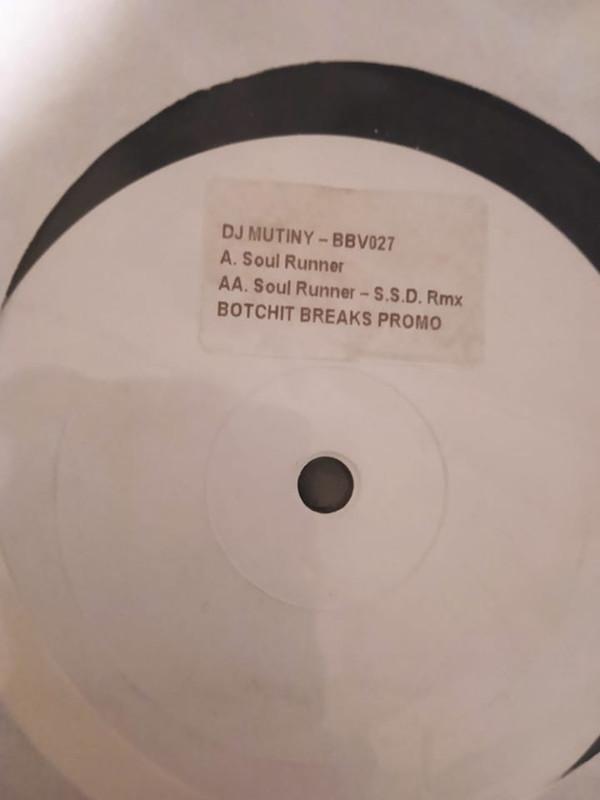 DJ MUTINY – BBV027
A. Soul Runner
AA. Soul Runner – S.S.D. Rmx
BOTCHIT BREAKS PROMO